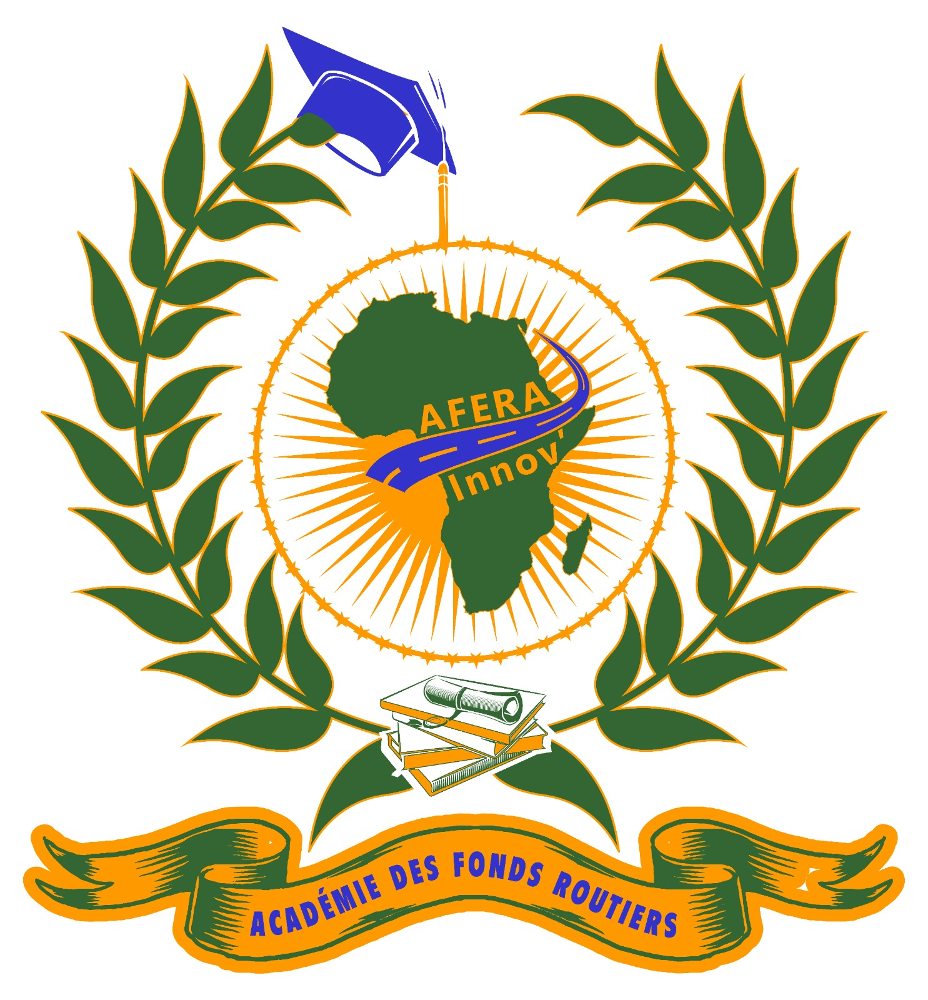 AFERA
Innov'
ACADÉMIE DES FONDS ROUTIERS